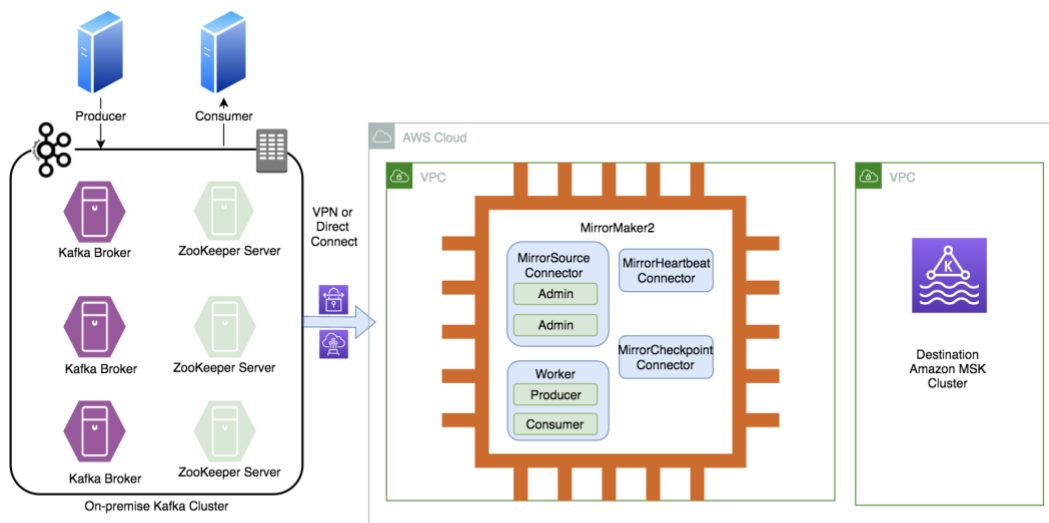 Producer
Consumer
AWS Cloud
VPC
VPC
VPN or
Direct
Connect
Kafka Broker
ZooKeeper Server
Kafka Broker
ZooKeeper Server
Kafka Broker
ZooKeeper Server
On-premise Kafka Cluster
MirrorMaker2
MirrorSource
Connector
Admin
Admin
MirrorHeartbeat
Connector
MirrorCheckpoint
Connector
Worker
Producer
Consumer
K
Destination
Amazon MSK
Cluster